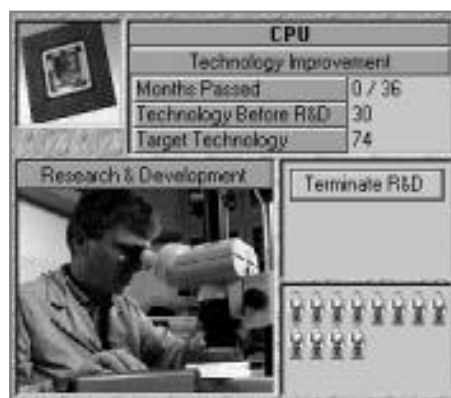 CPU
Technology Improvement
Months Passed 0 / 36
Technology Before R&D 30
Target Technology 74
Research & Development
Terminate R&D